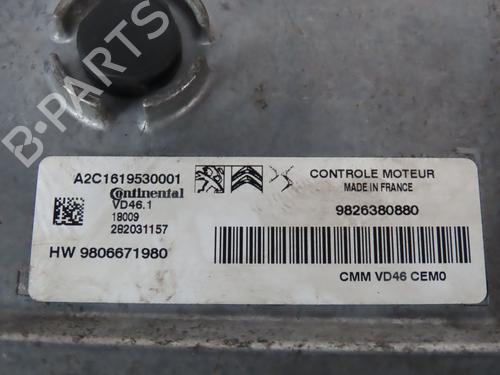 B-PARTS
A2C1619530001
Continental
VD46.1
18009
282031157
HW 9806671980
CONTROLE MOTEUR
MADE IN FRANCE
9826380880
CMM VD46 CEM0